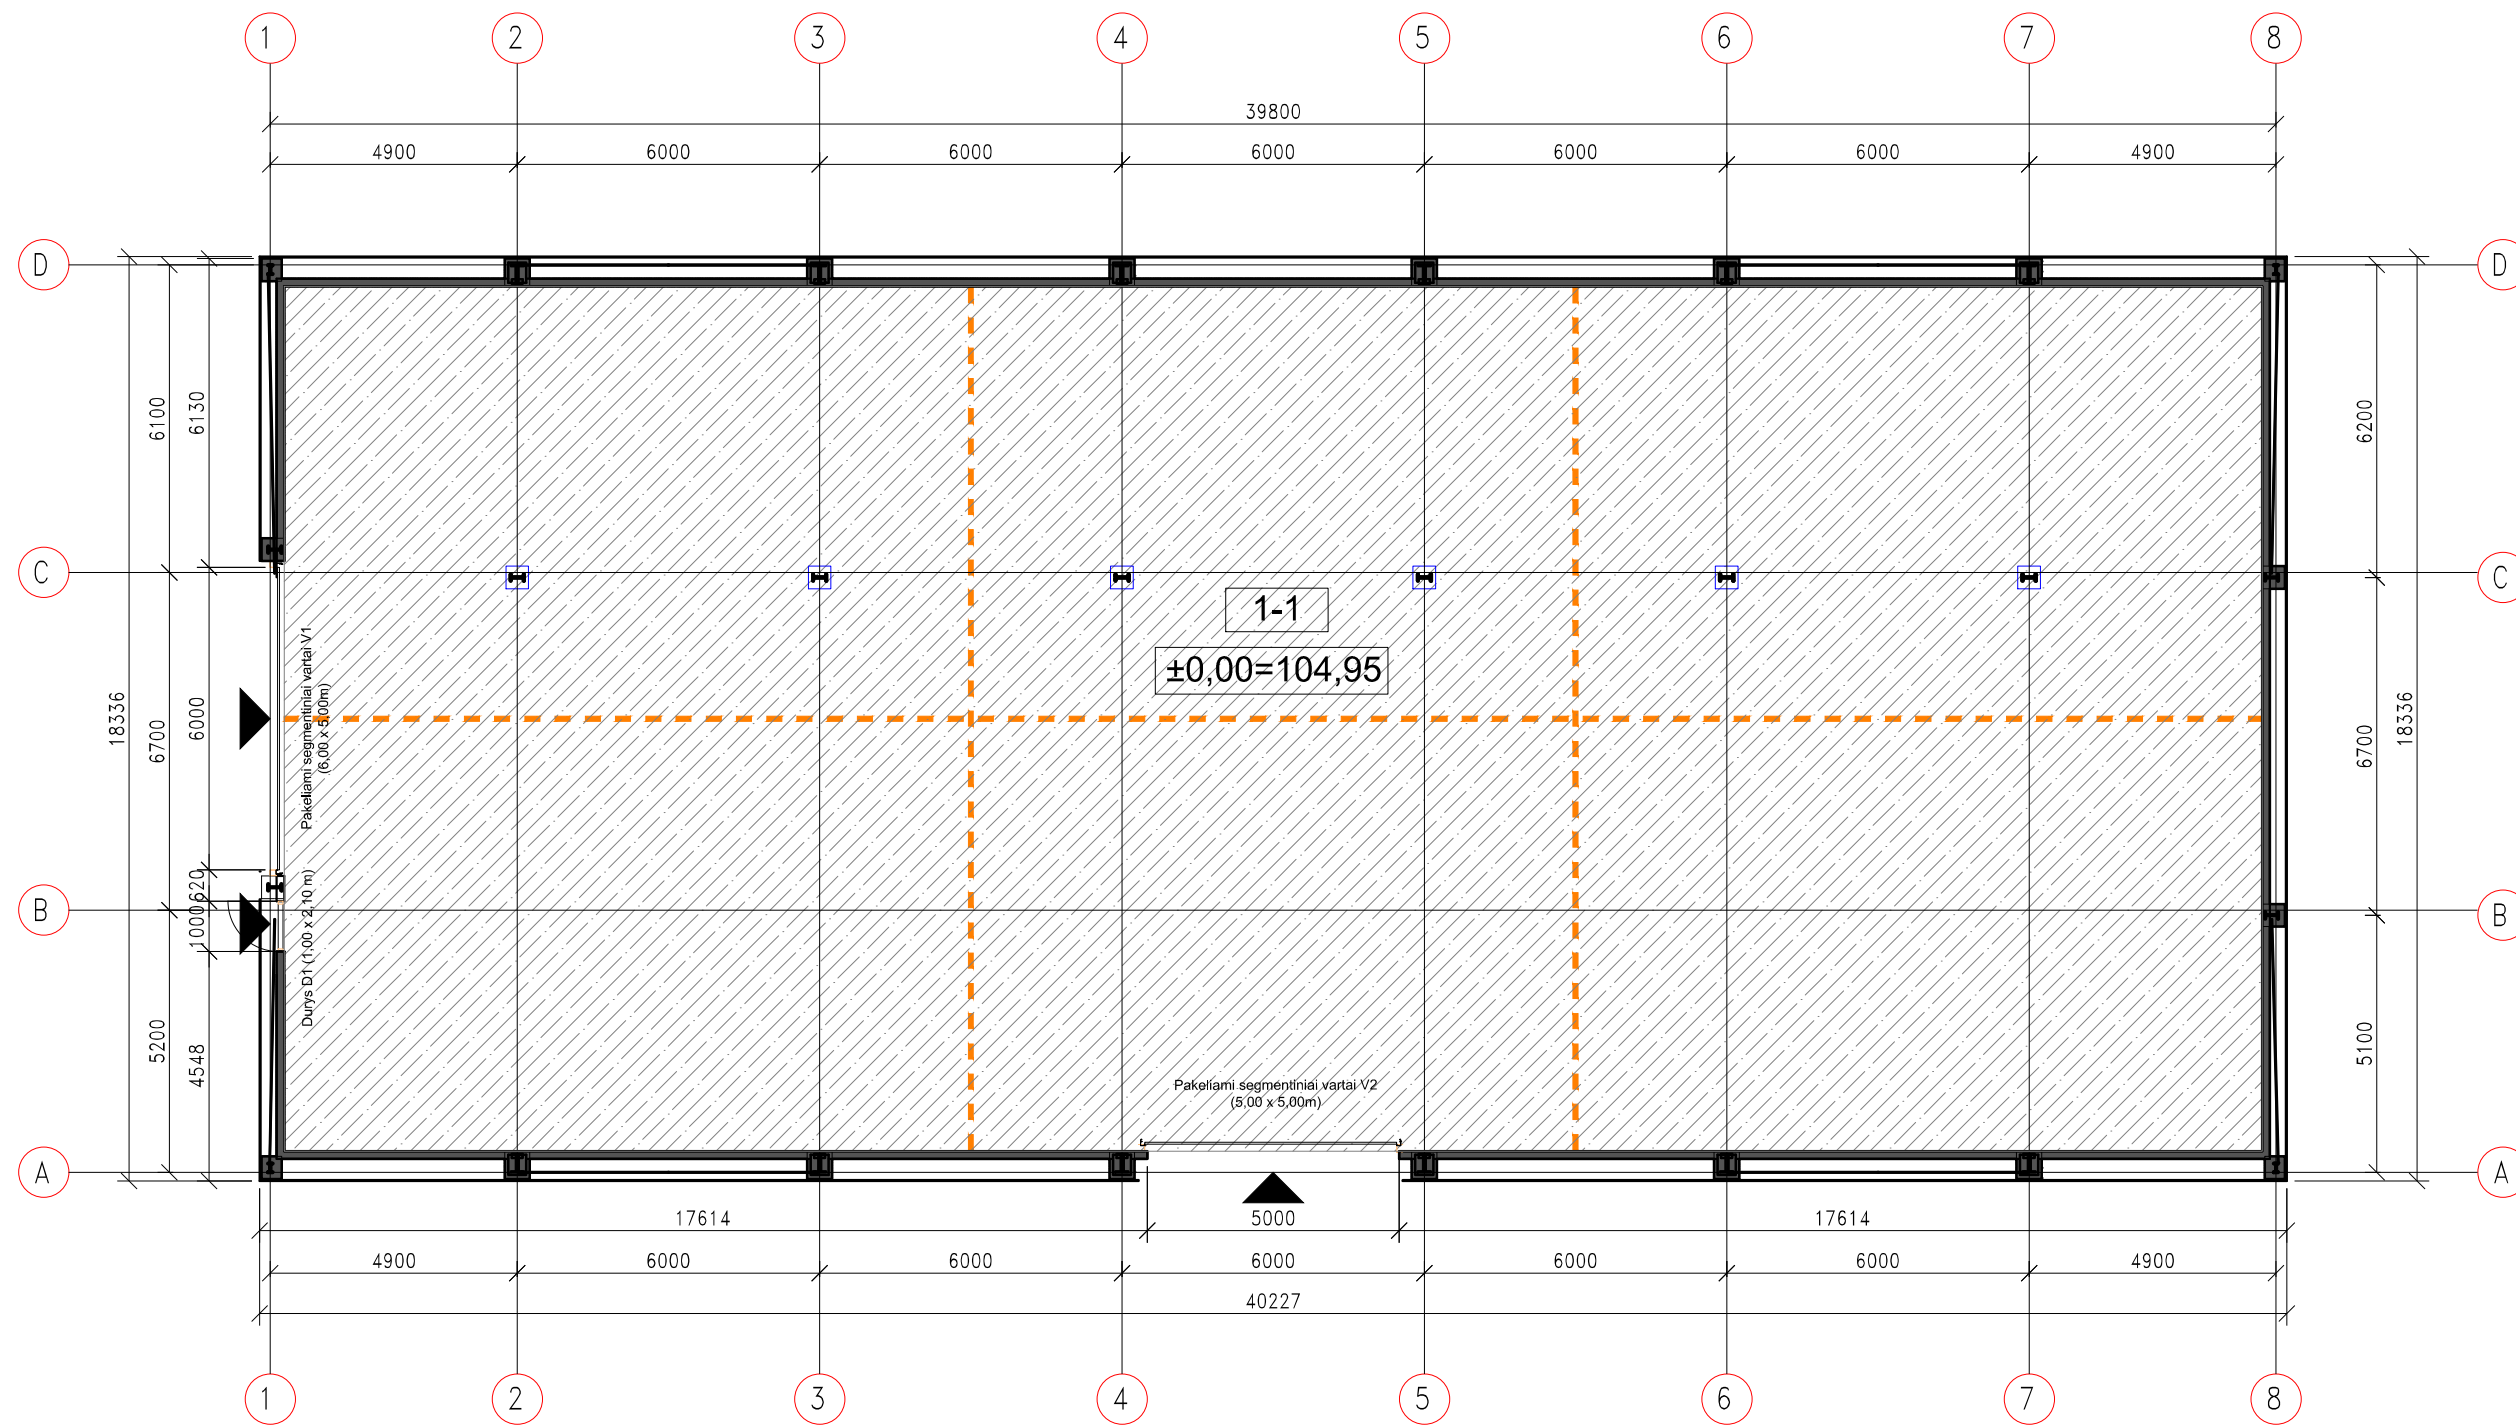 1 2 3 4 5 6 7 8
39800
4900 6000 6000 6000 6000 6000 4900
D D
6100
6130
6200
C C
1-1
±0,00=104,95
18336
6700
6000
Pakeliami segmentiniai vartai V1
(6,00 x 5,00m)
6700
18336
620
B B
1000
Durys D1 (1,00 x 2,10 m)
5200
4548
5100
Pakeliami segmentiniai vartai V2
(5,00 x 5,00m)
A A
17614 5000 17614
4900 6000 6000 6000 6000 6000 4900
40227
1 2 3 4 5 6 7 8